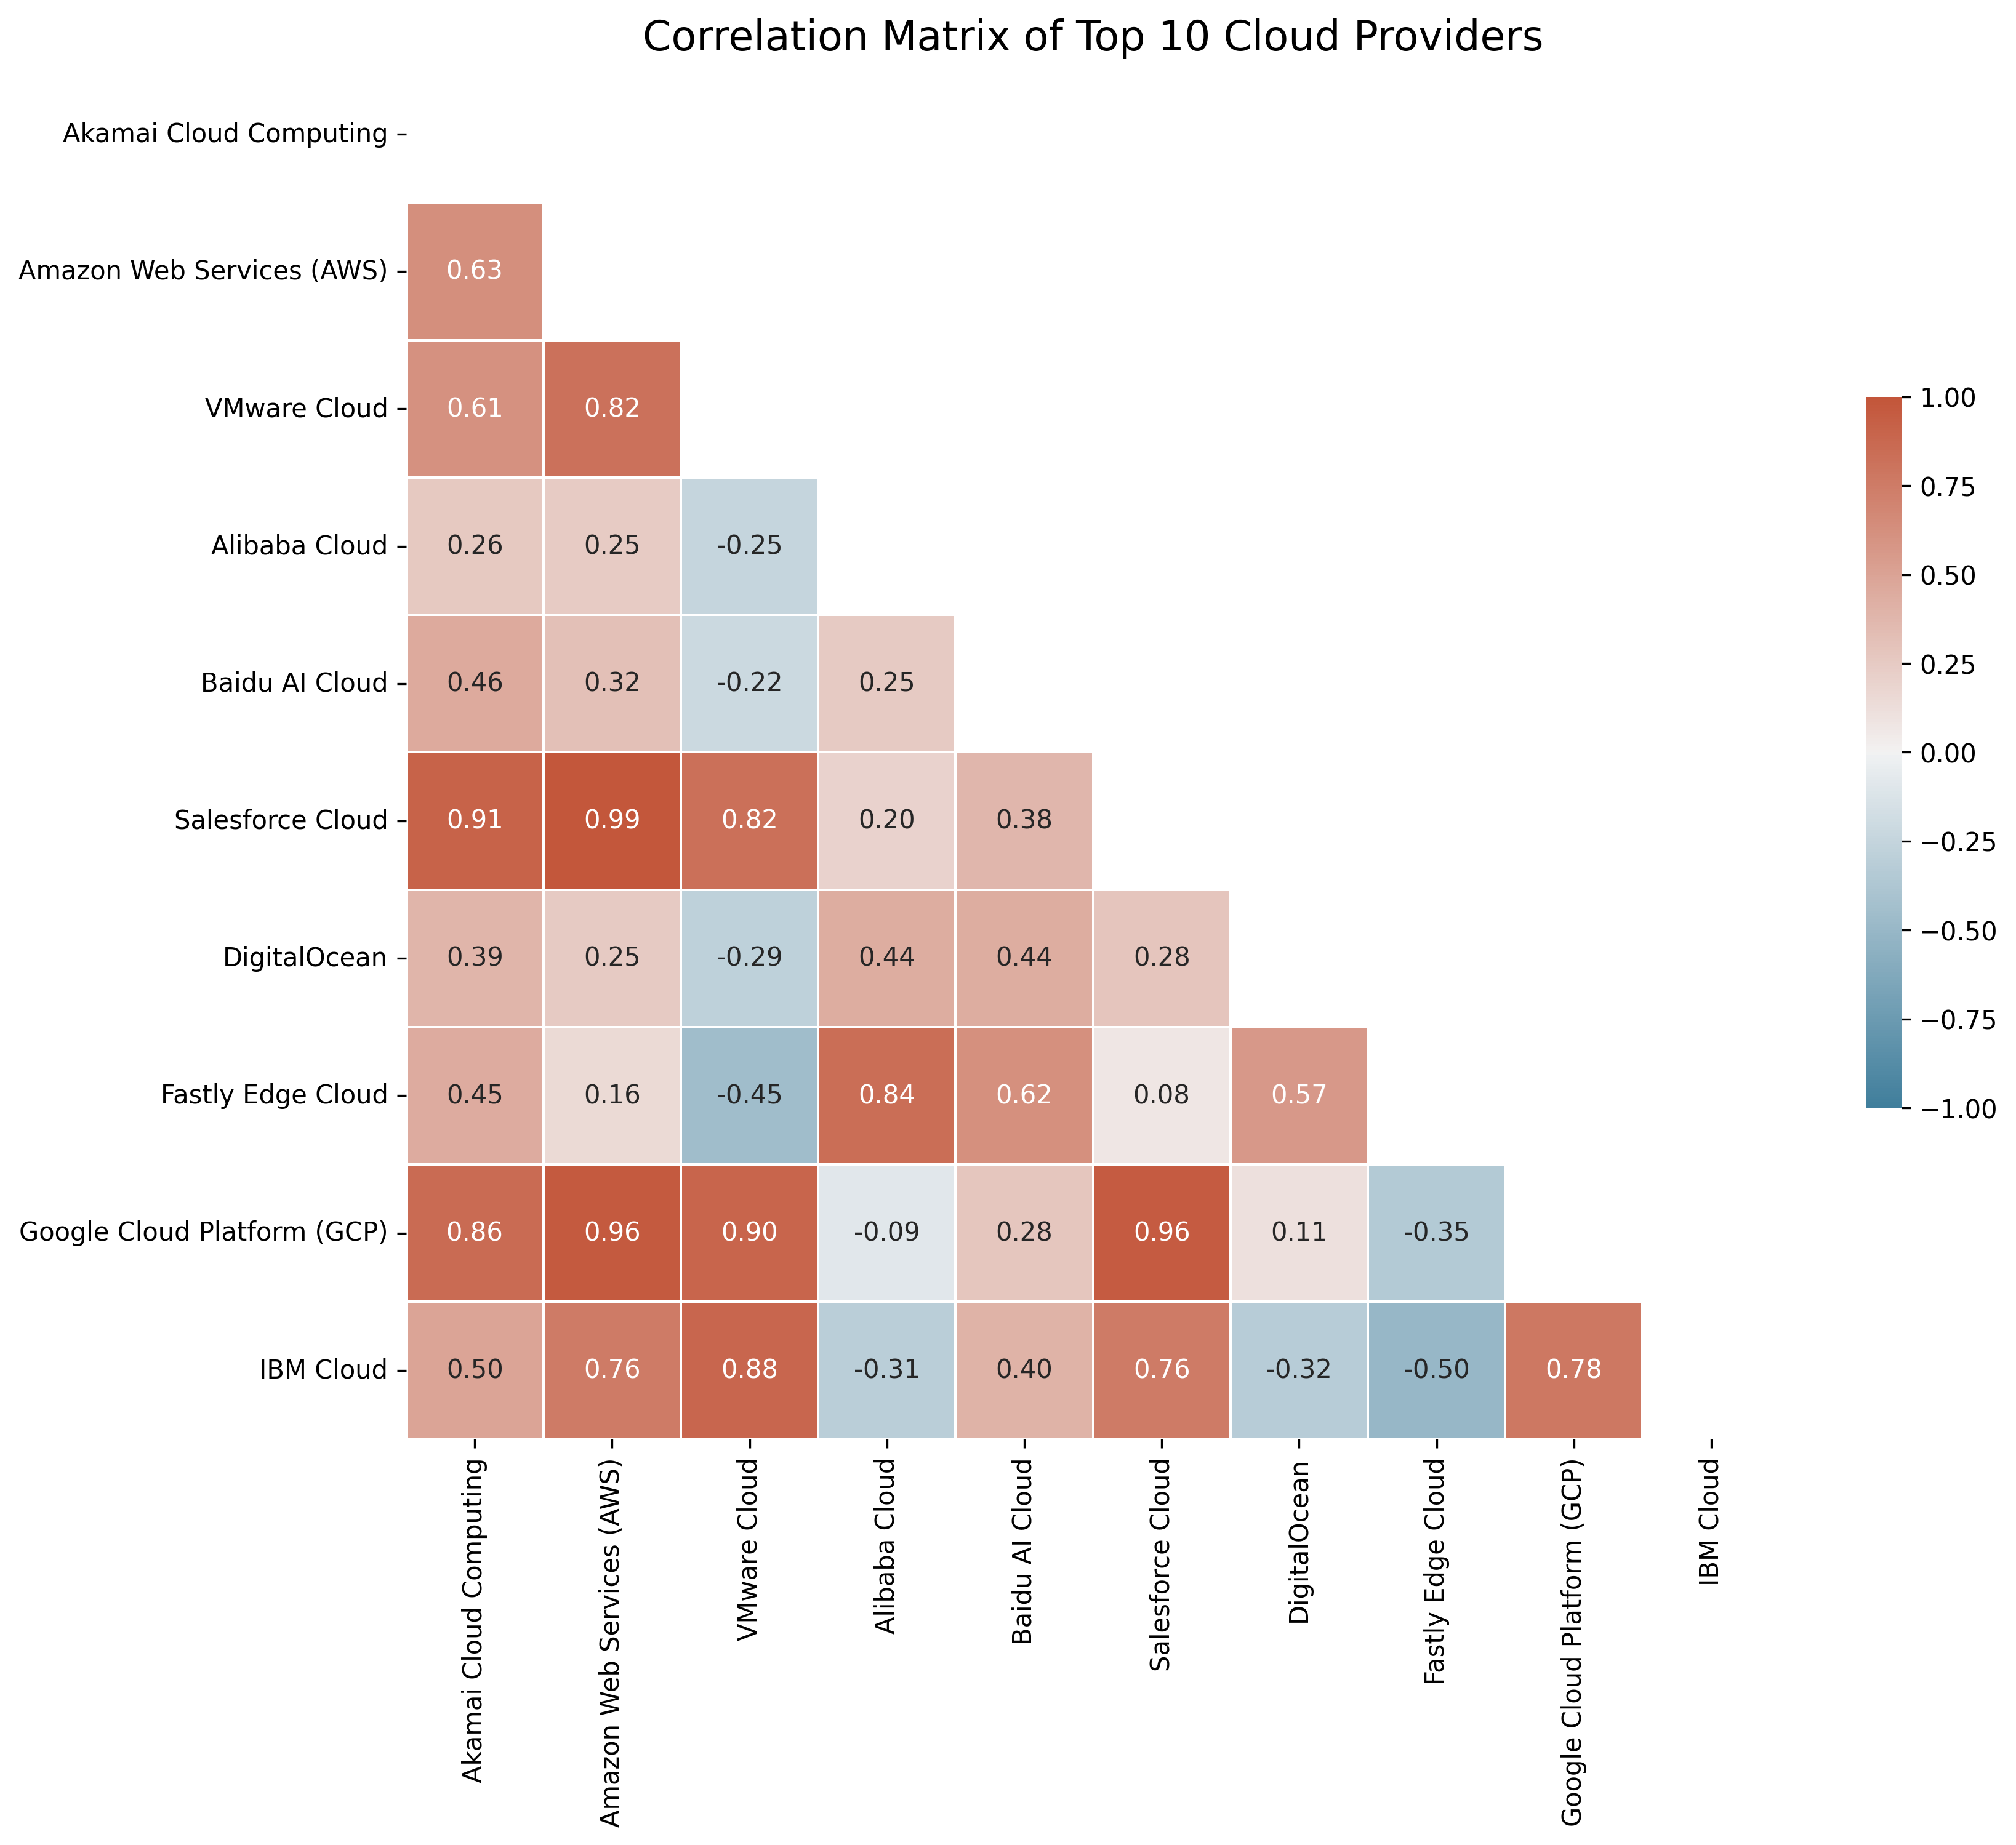 Correlation Matrix of Top 10 Cloud Providers
Akamai Cloud Computing
Amazon Web Services (AWS) 0.63
VMware Cloud 0.61 0.82
Alibaba Cloud 0.26 0.25 -0.25
Baidu AI Cloud 0.46 0.32 -0.22 0.25
Salesforce Cloud 0.91 0.99 0.82 0.20 0.38
DigitalOcean 0.39 0.25 -0.29 0.44 0.44 0.28
Fastly Edge Cloud 0.45 0.16 -0.45 0.84 0.62 0.08 0.57
Google Cloud Platform (GCP) 0.86 0.96 0.90 -0.09 0.28 0.96 0.11 -0.35
IBM Cloud 0.50 0.76 0.88 -0.31 0.40 0.76 -0.32 -0.50 0.78
Akamai Cloud Computing
Amazon Web Services (AWS)
VMware Cloud
Alibaba Cloud
Baidu AI Cloud
Salesforce Cloud
DigitalOcean
Fastly Edge Cloud
Google Cloud Platform (GCP)
IBM Cloud
1.00
0.75
0.50
0.25
0.00
−0.25
−0.50
−0.75
−1.00